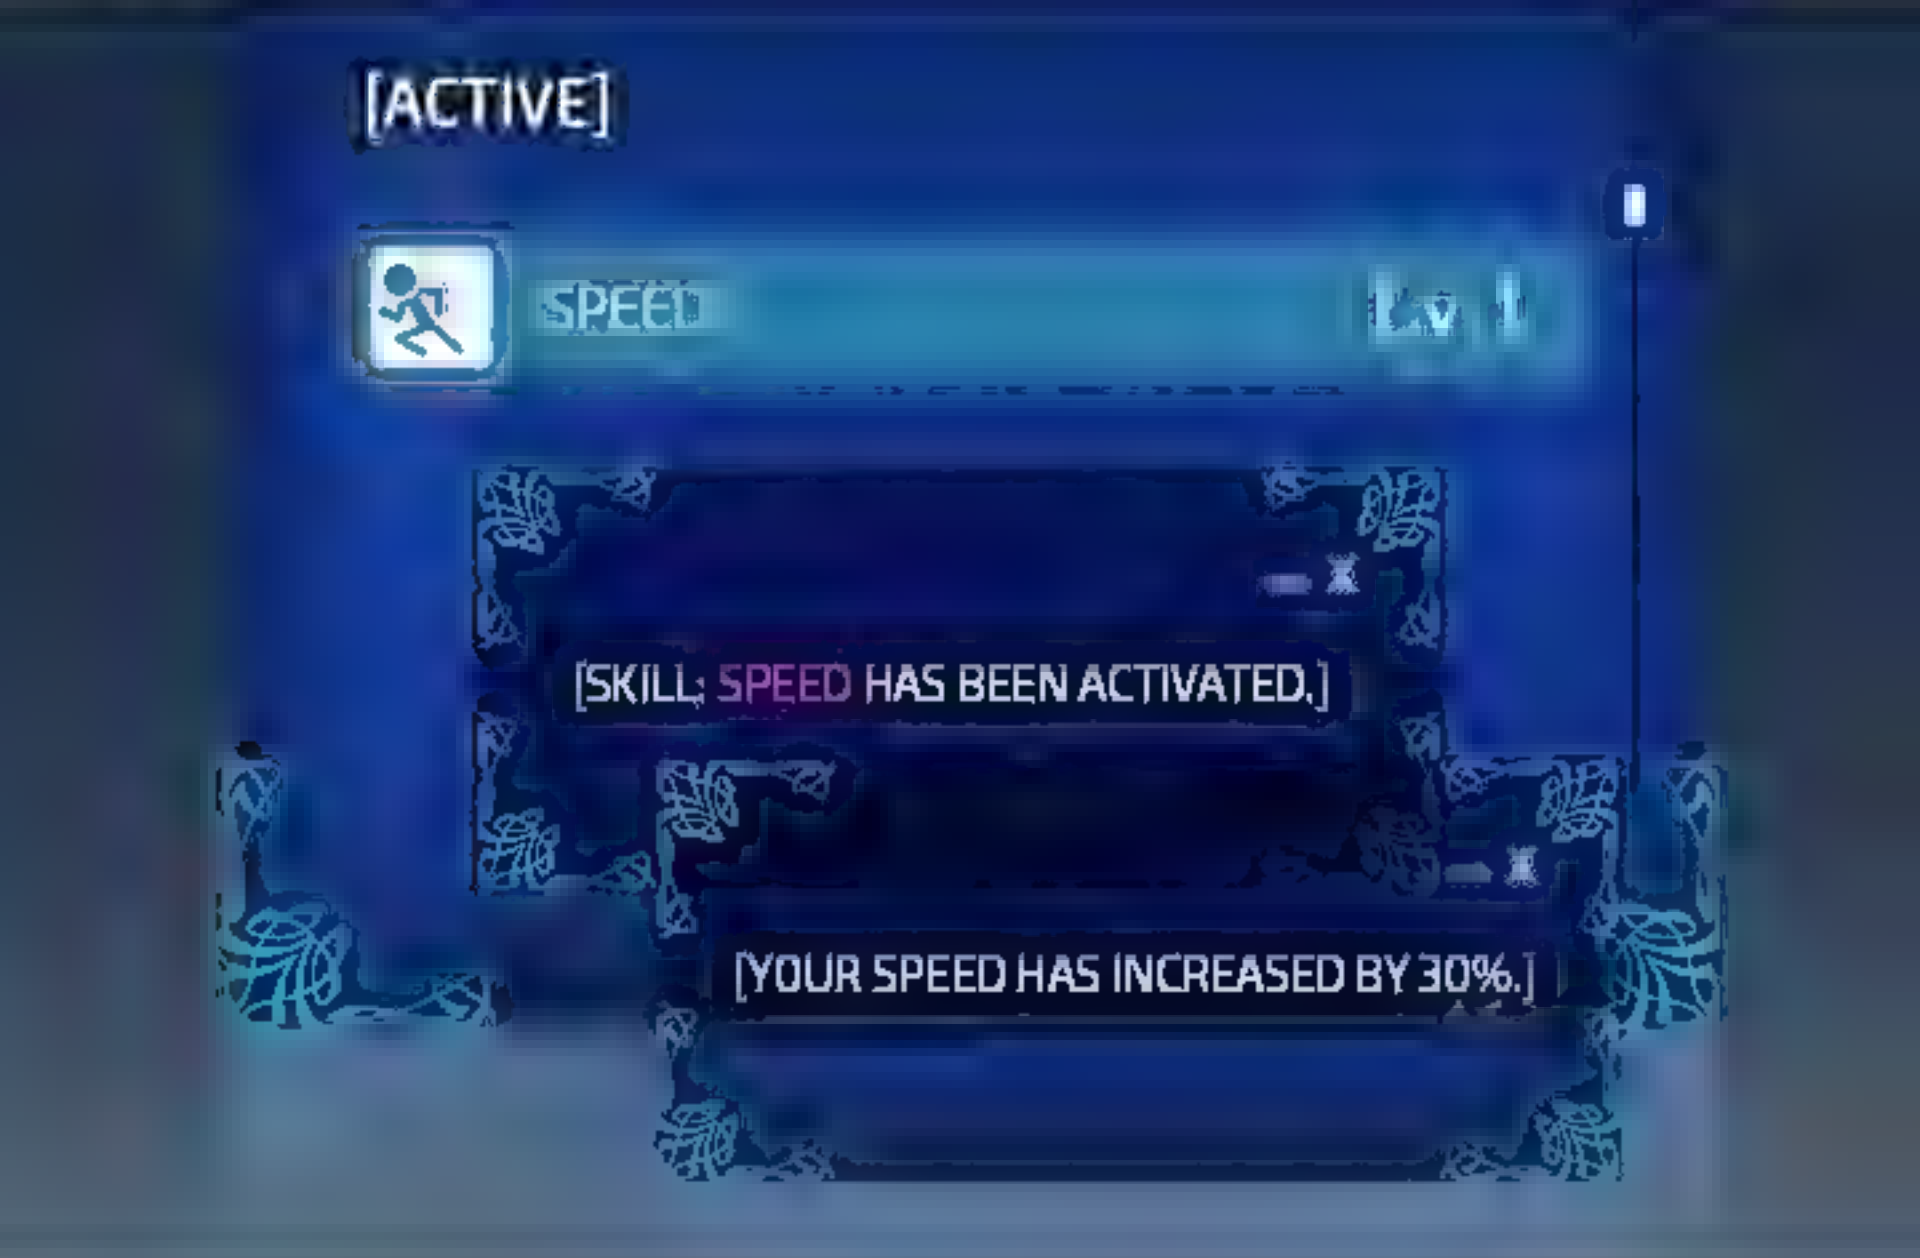 [ACTIVE]
SPEED
[SKILL: SPEED HAS BEEN ACTIVATED.]
[YOUR SPEED HAS INCREASED BY 30%.]